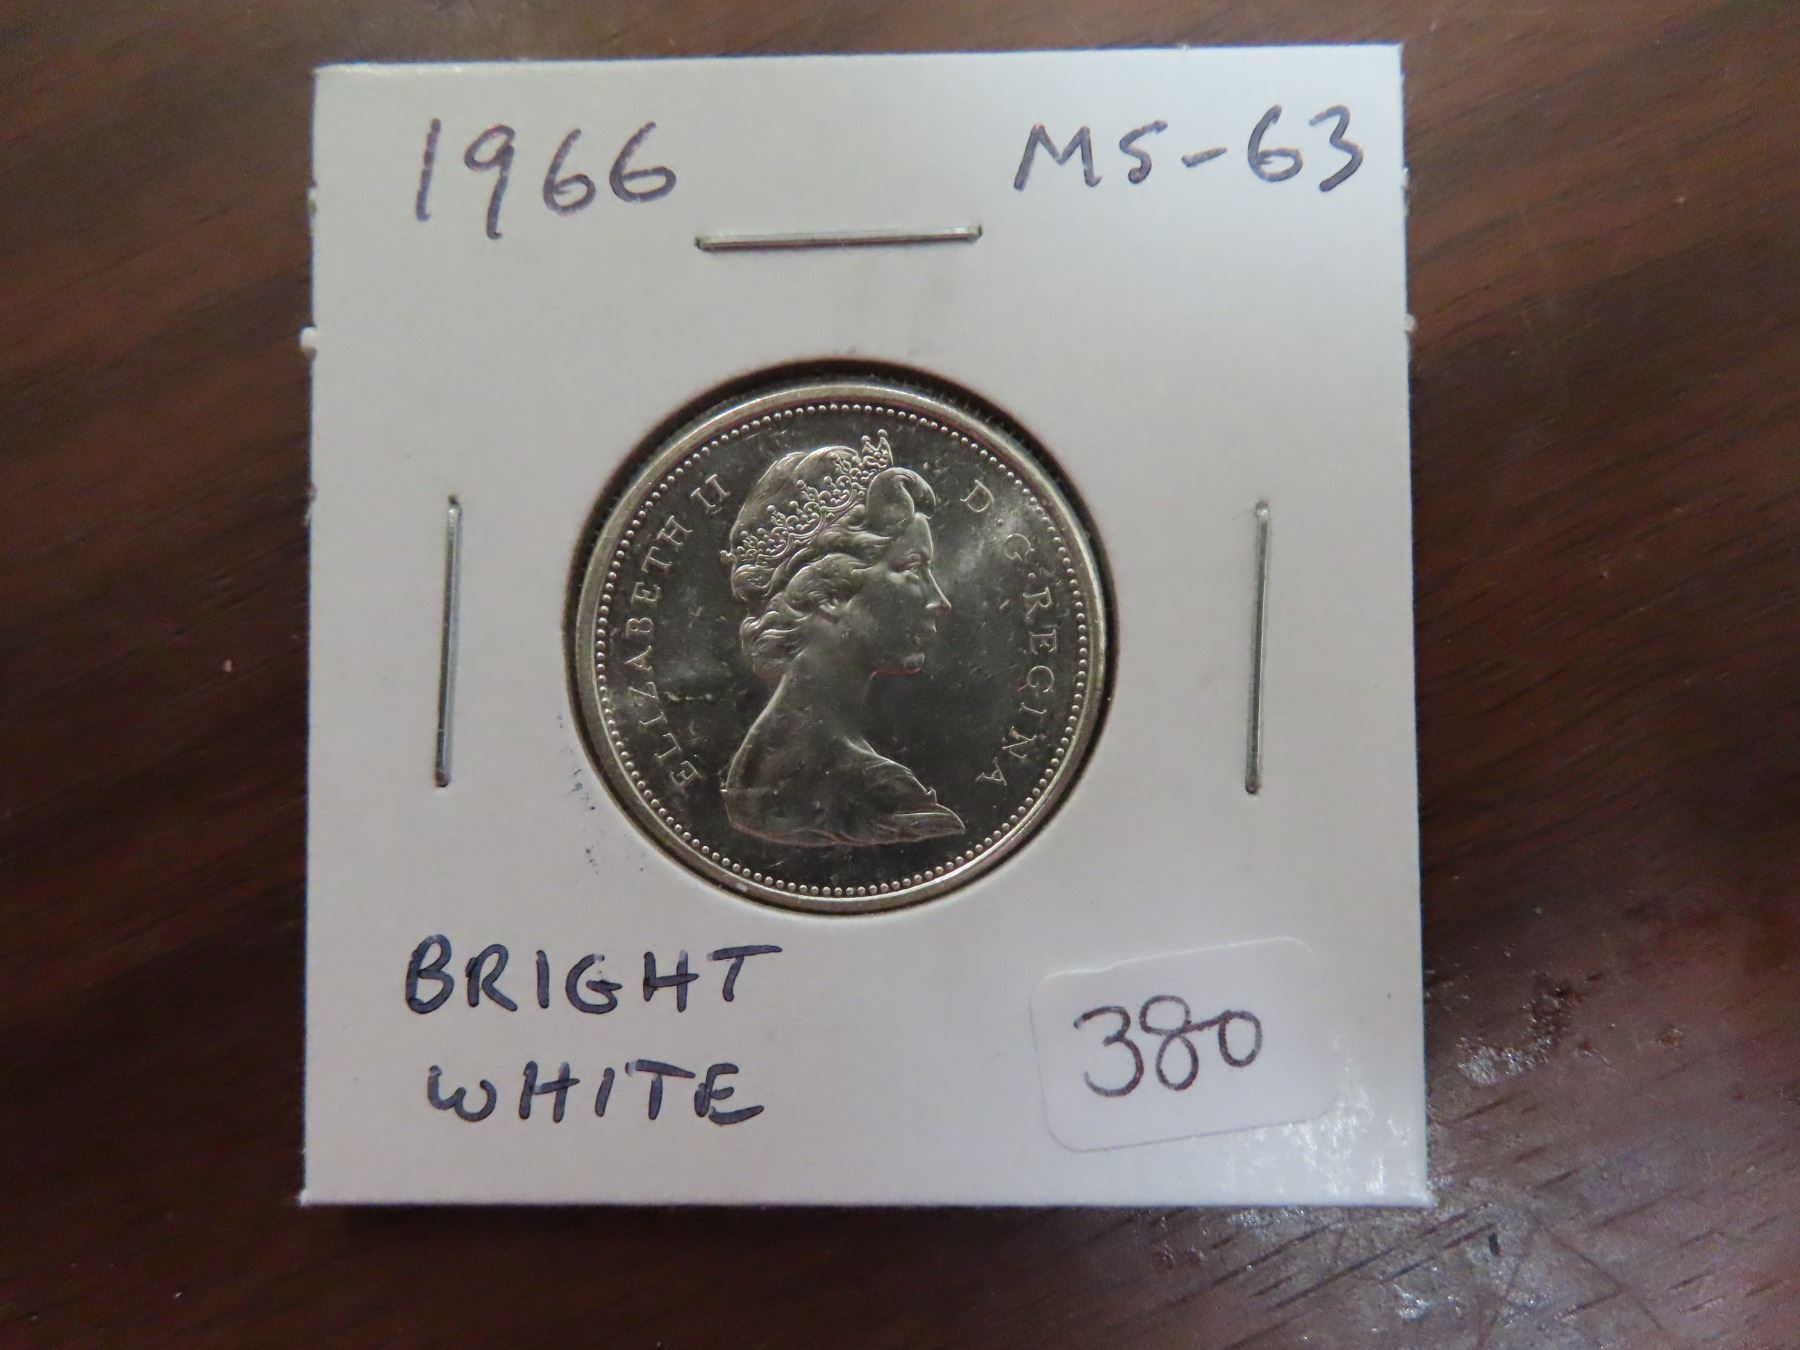 1966 MS-63
ELIZABETH II D·G·REGINA
BRIGHT
WHITE
380